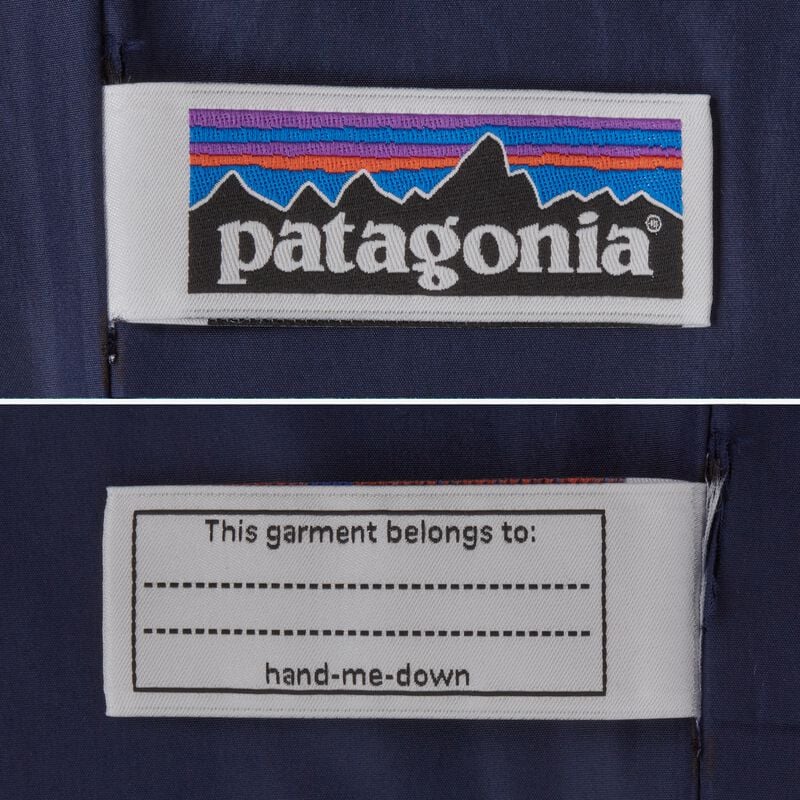 patagonia®
This garment belongs to:
hand-me-down